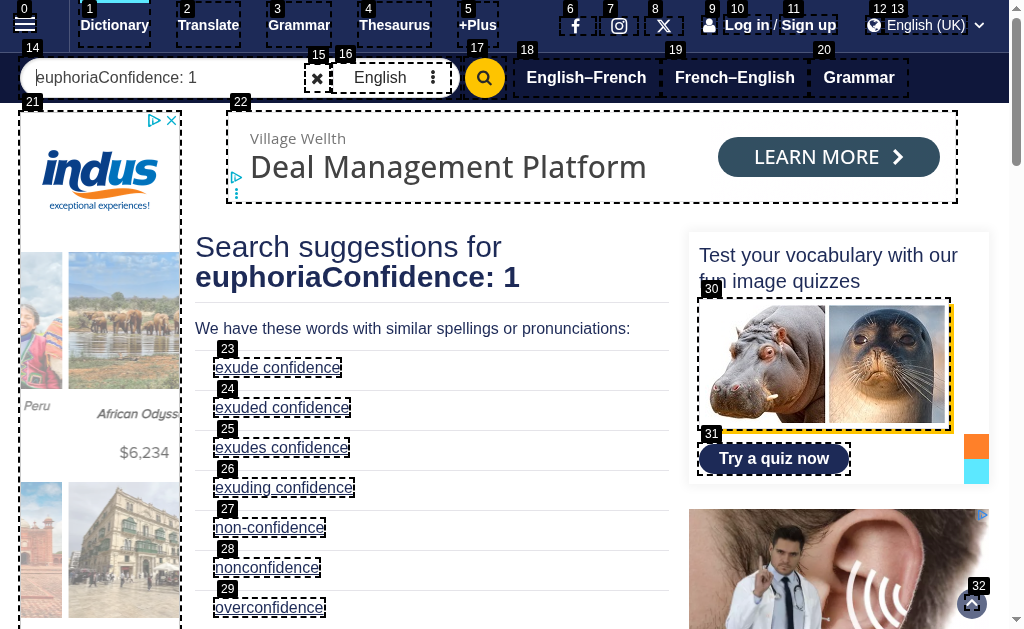 0 1 2 3 4 5 6 7 8 9 10 11 12 13
Dictionary Translate Grammar Thesaurus +Plus Log in / Sign up English (UK)
14 15 16 17 18 19 20
euphoriaConfidence: 1 English English–French French–English Grammar
21 22
indus
exceptional experiences!
Peru
African Odyss
$6,234
Village Wellth
Deal Management Platform
LEARN MORE
Search suggestions for
euphoriaConfidence: 1
We have these words with similar spellings or pronunciations:
23
exude confidence
24
exuded confidence
25
exudes confidence
26
exuding confidence
27
non-confidence
28
nonconfidence
29
overconfidence
Test your vocabulary with our
fun image quizzes
30
31
Try a quiz now
32